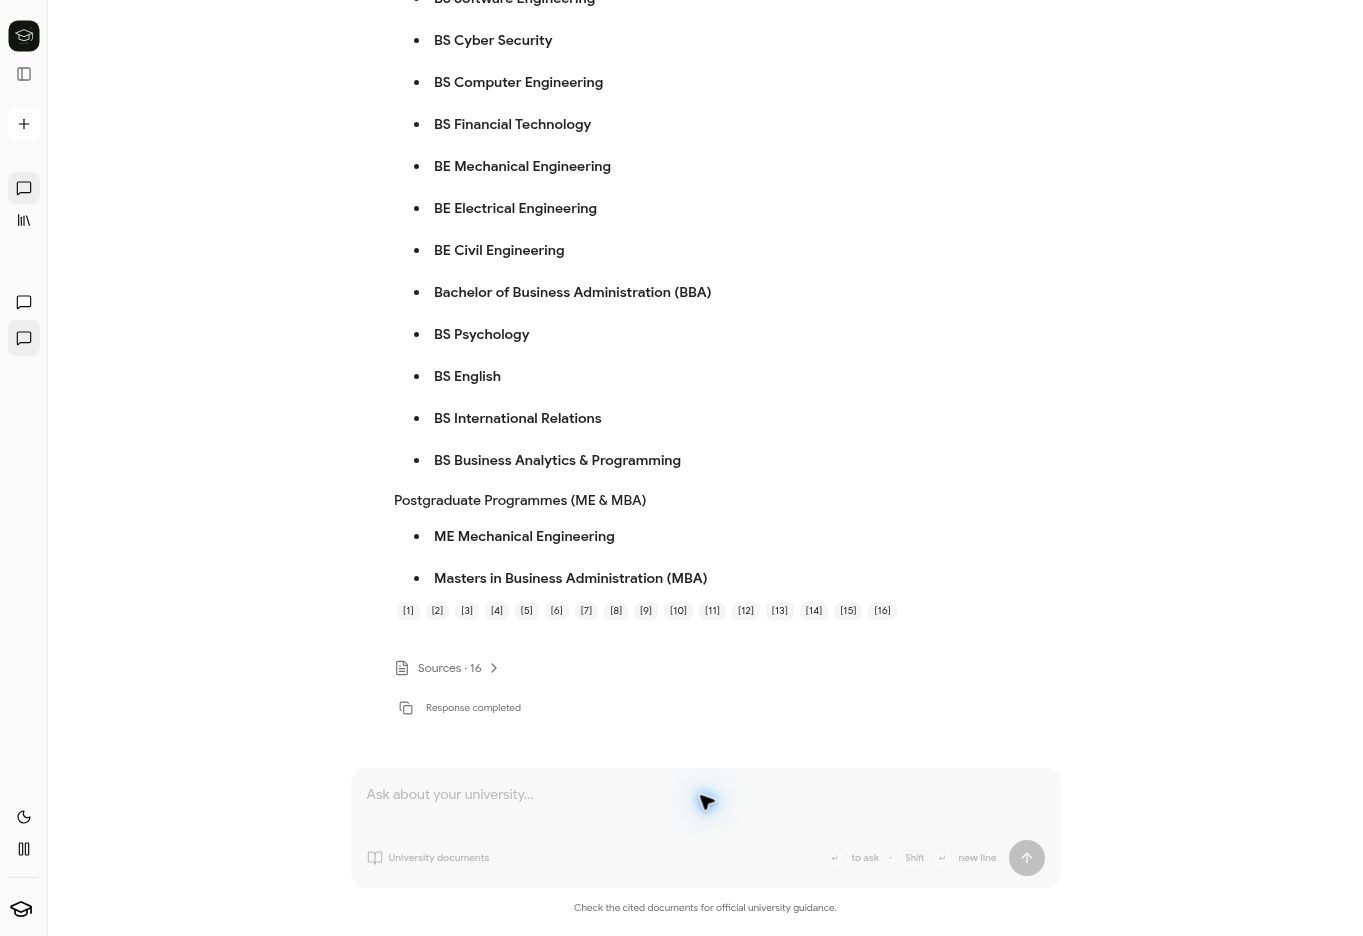 BS Software Engineering
BS Cyber Security
BS Computer Engineering
BS Financial Technology
BE Mechanical Engineering
BE Electrical Engineering
BE Civil Engineering
Bachelor of Business Administration (BBA)
BS Psychology
BS English
BS International Relations
BS Business Analytics & Programming
Postgraduate Programmes (ME & MBA)
ME Mechanical Engineering
Masters in Business Administration (MBA)
[1] [2] [3] [4] [5] [6] [7] [8] [9] [10] [11] [12] [13] [14] [15] [16]
Sources · 16
Response completed
Ask about your university...
University documents ↵ to ask · Shift ↵ new line
Check the cited documents for official university guidance.